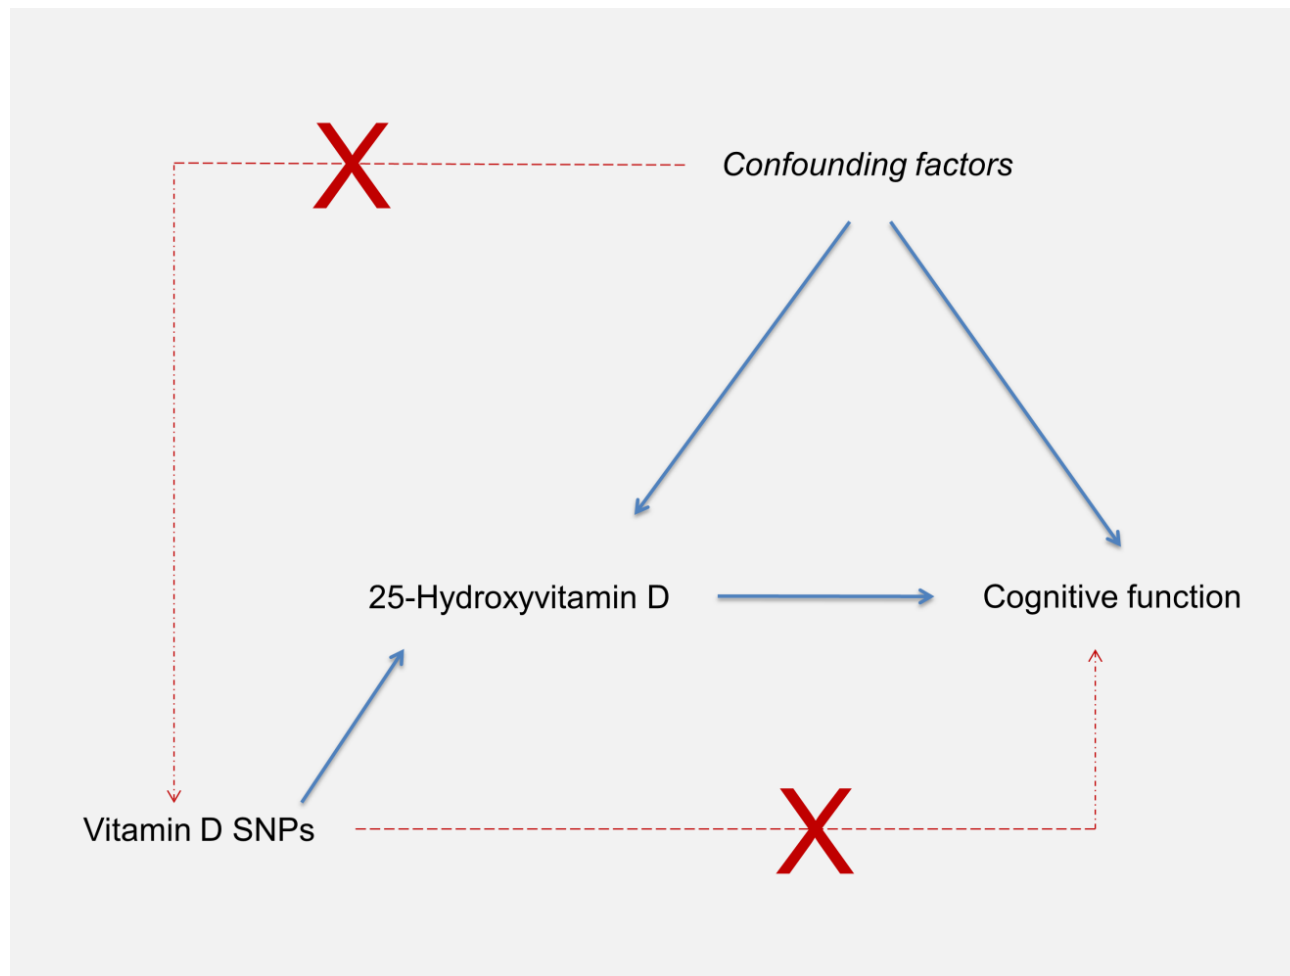 Confounding factors
25-Hydroxyvitamin D
Cognitive function
Vitamin D SNPs